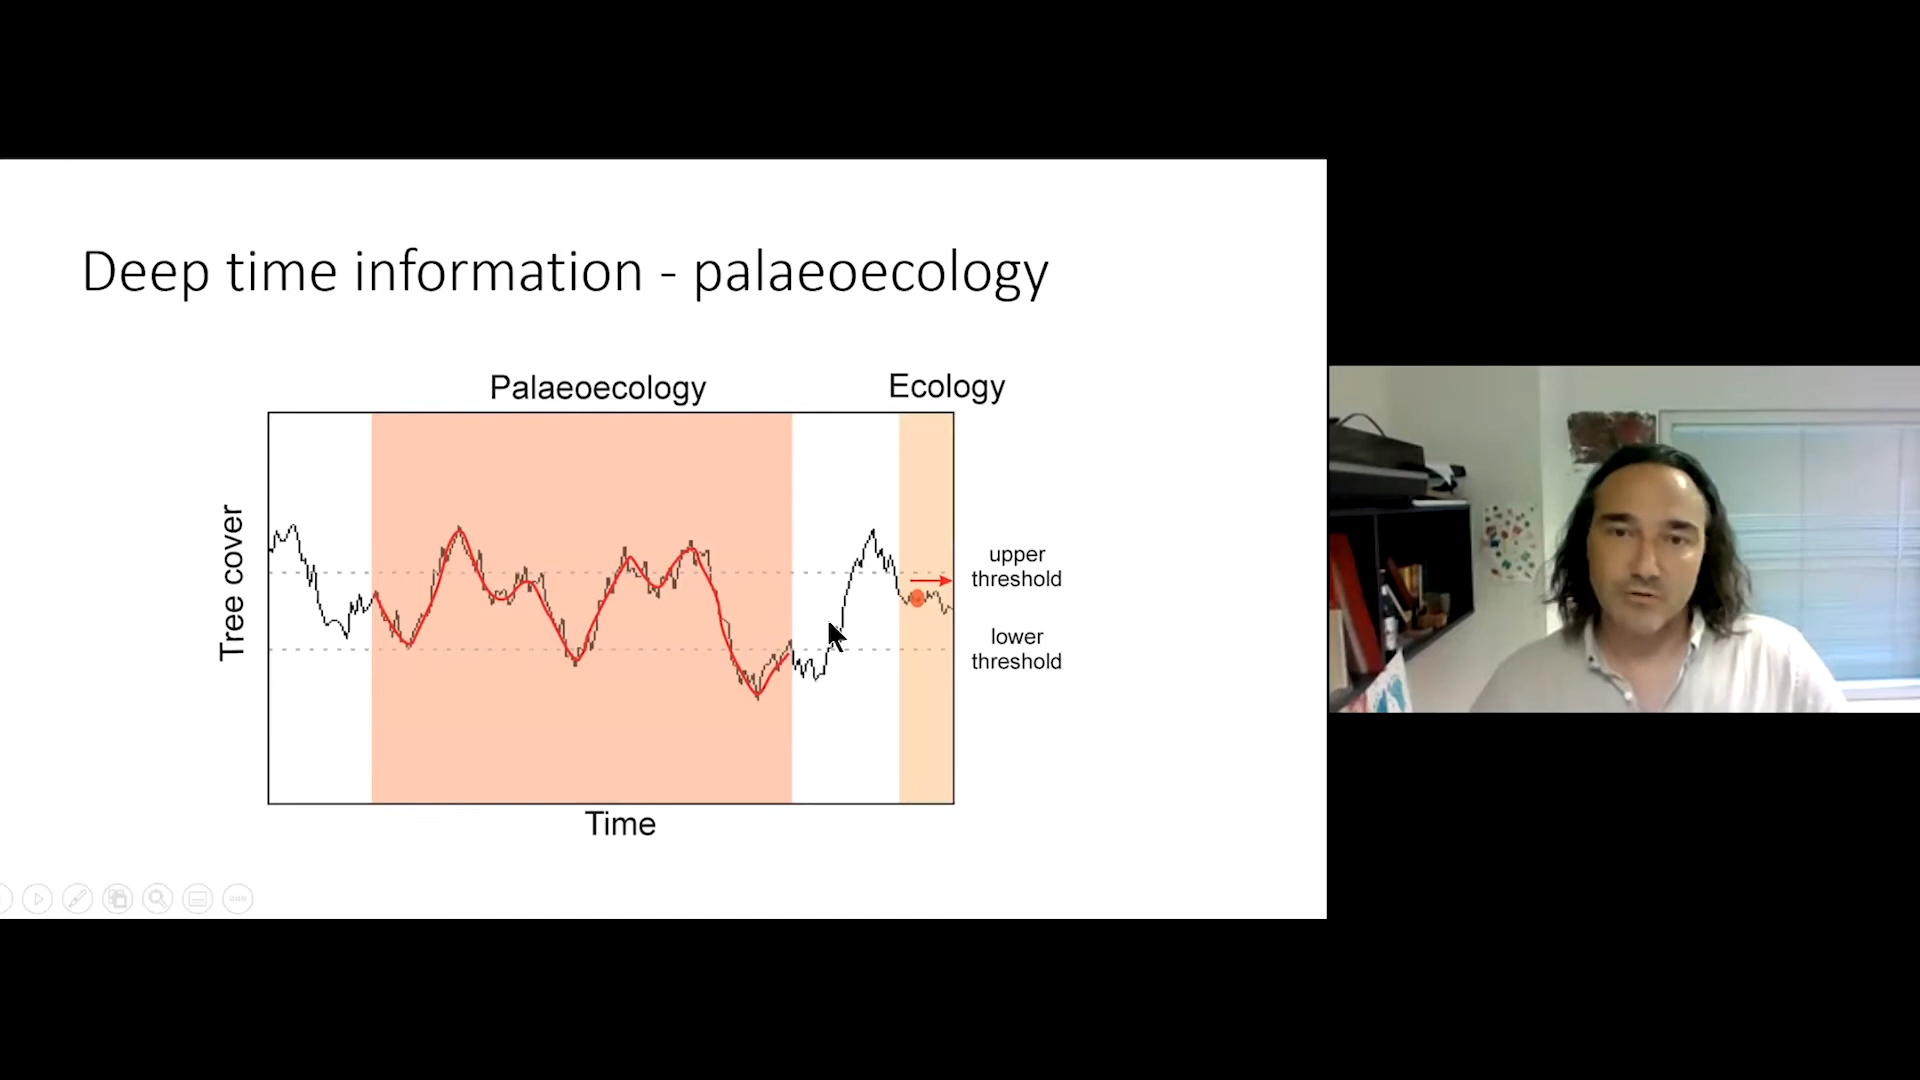 Deep time information - palaeoecology
Palaeoecology
Ecology
Tree cover
upper
threshold
lower
threshold
Time